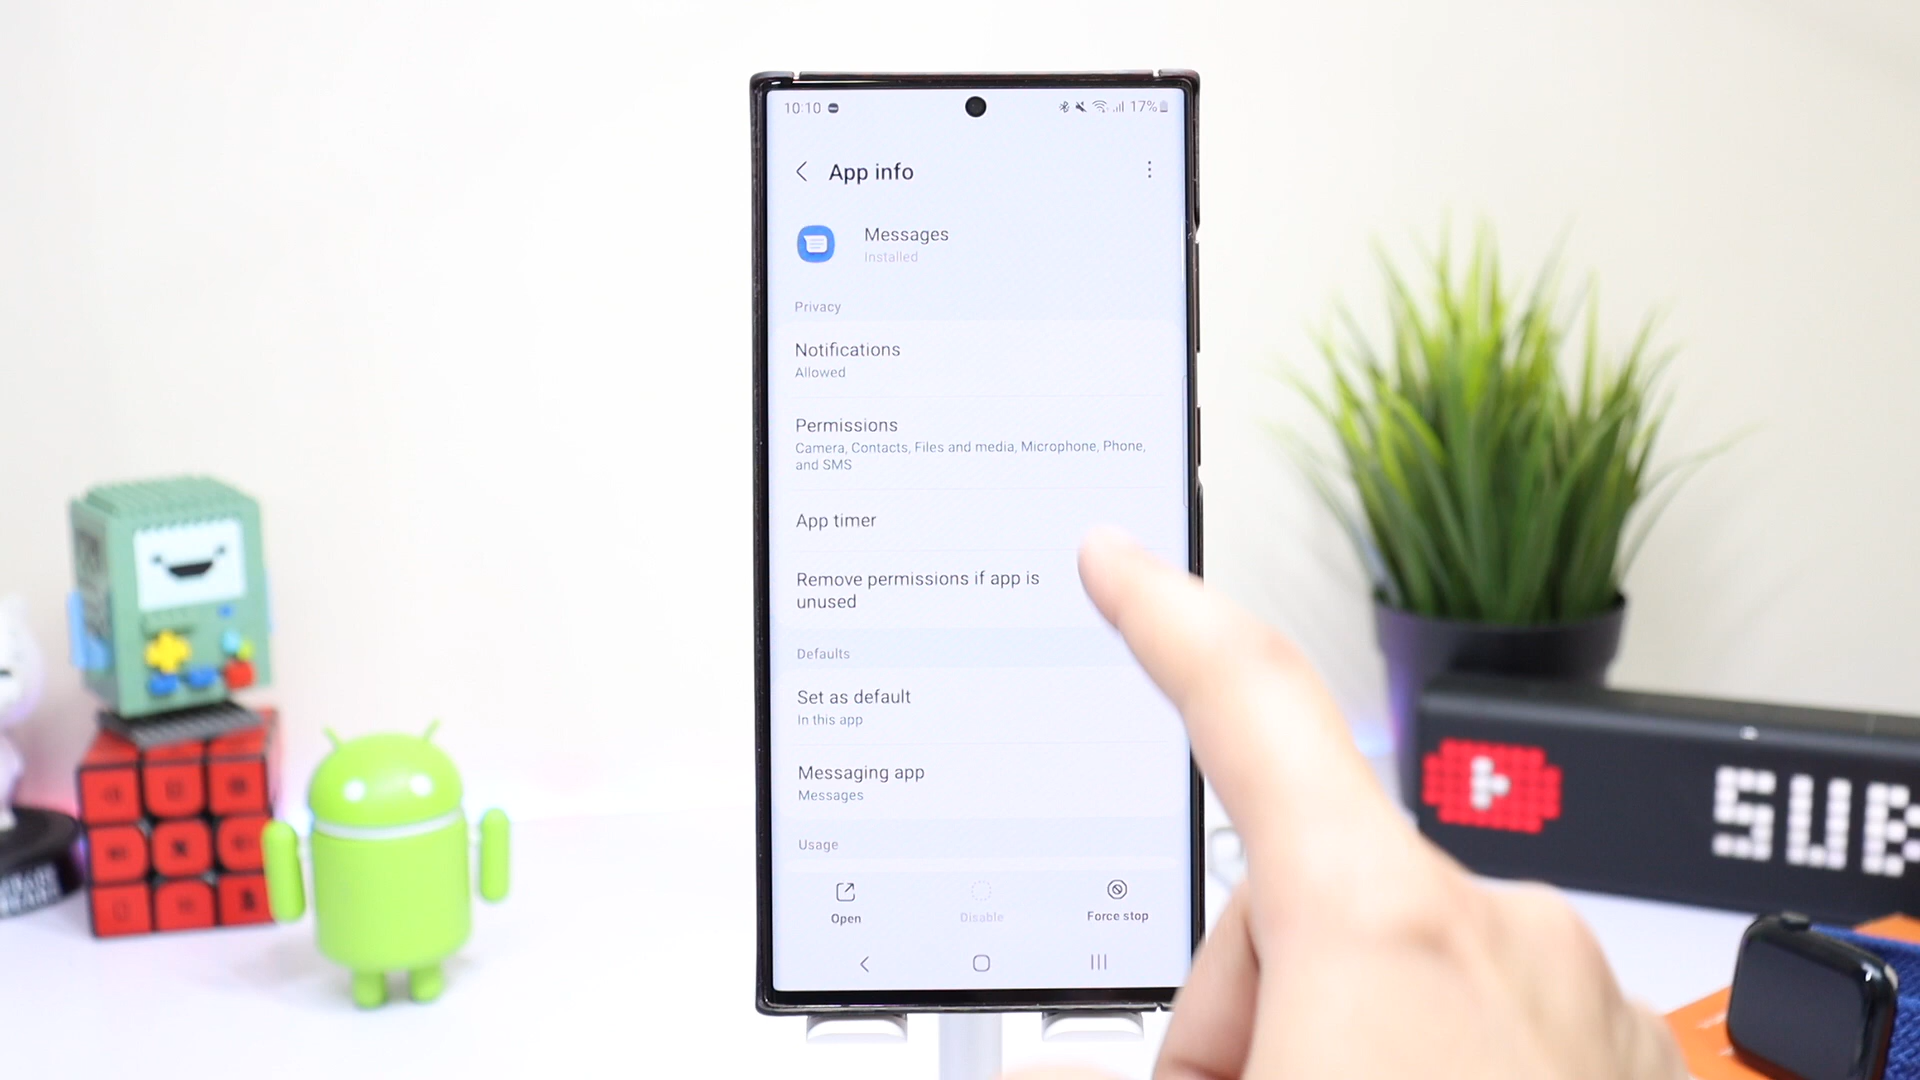 10:10
17%
App info
Messages
Installed
Privacy
Notifications
Allowed
Permissions
Camera, Contacts, Files and media, Microphone, Phone,
and SMS
App timer
Remove permissions if app is
unused
Defaults
Set as default
In this app
Messaging app
Messages
Usage
Open
Disable
Force stop
SUB